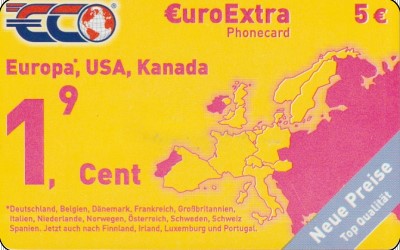 ECO
€uroExtra
5 €
Phonecard
Europa*, USA, Kanada
1,9 Cent
*Deutschland, Belgien, Dänemark, Frankreich, Großbritannien,
Italien, Niederlande, Norwegen, Österreich, Schweden, Schweiz
Spanien. Jetzt auch nach Finnland, Irland, Luxemburg und Portugal.
Neue Preise
Top Qualität